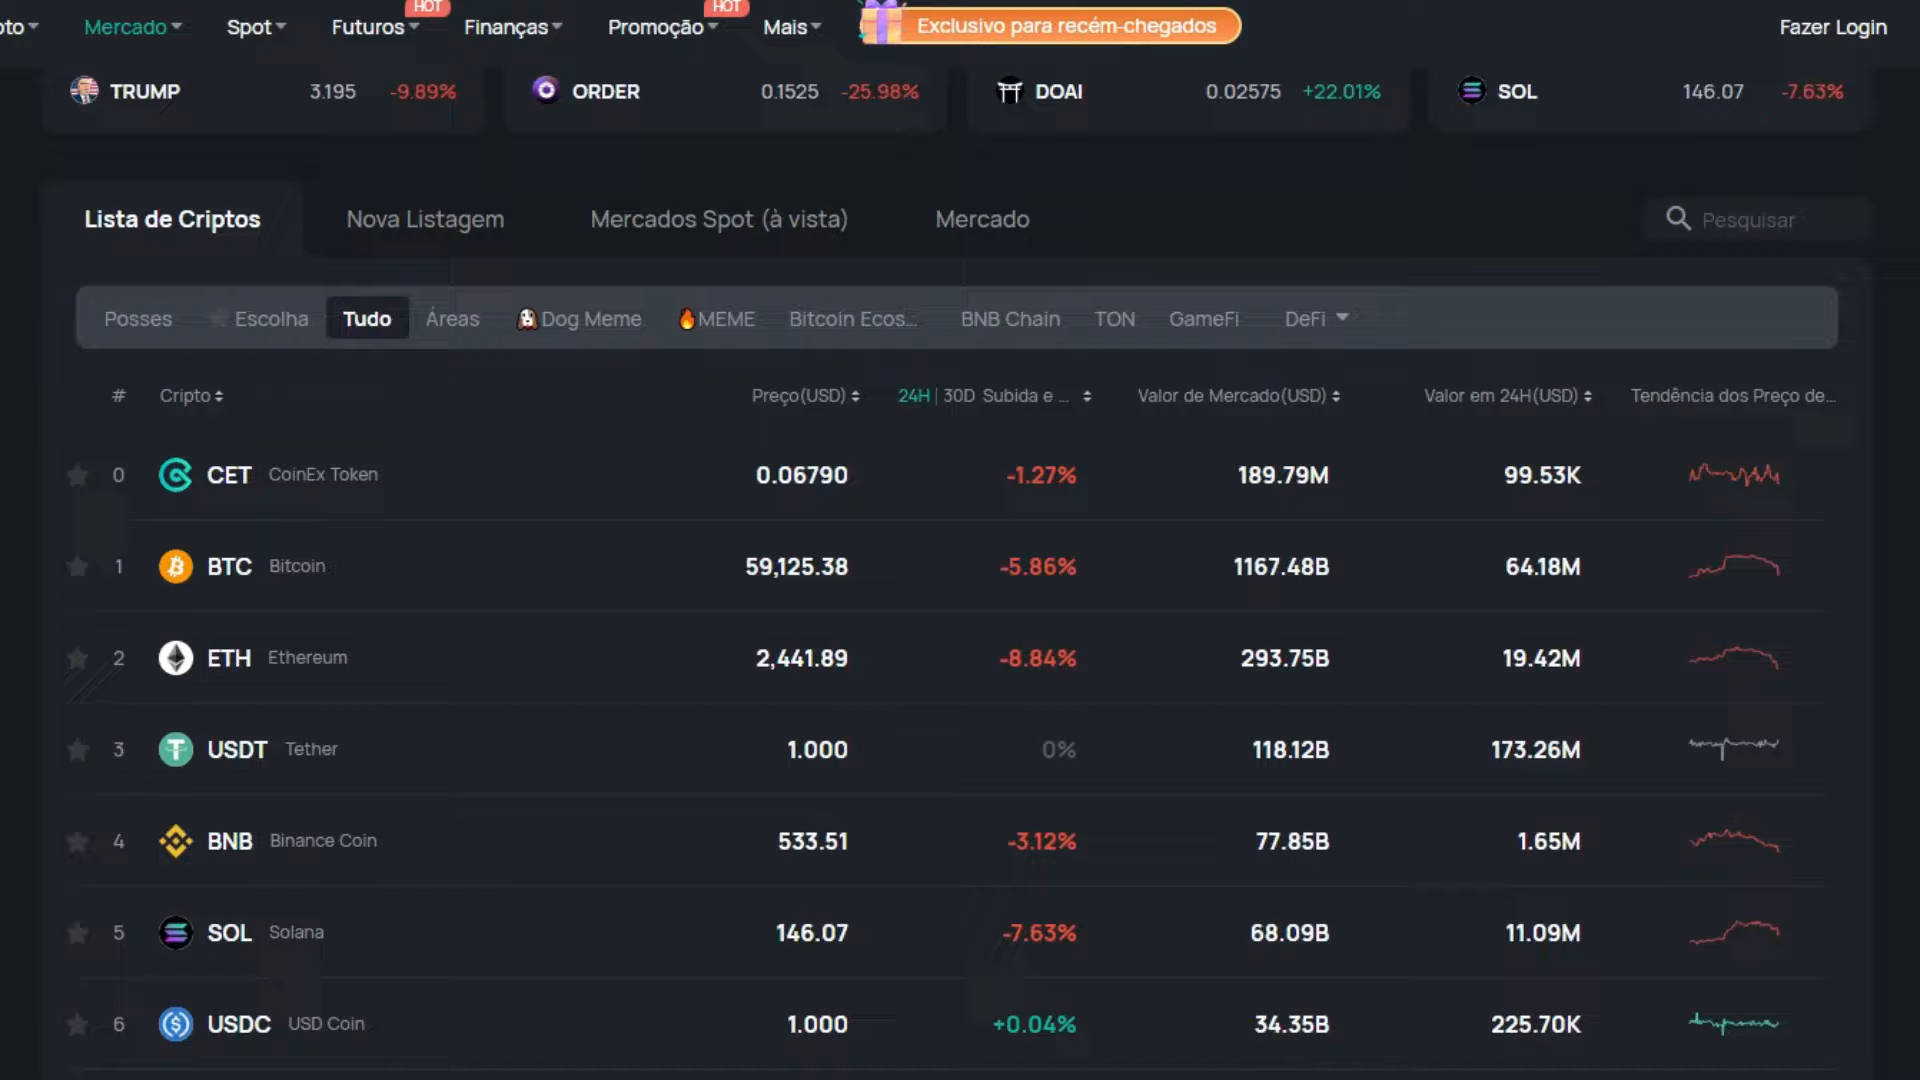 HOT HOT
oto Mercado Spot Futuros Finanças Promoção Mais Exclusivo para recém-chegados Fazer Login
TRUMP 3.195 -9.89% ORDER 0.1525 -25.98% DOAI 0.02575 +22.01% SOL 146.07 -7.63%
Lista de Criptos Nova Listagem Mercados Spot (à vista) Mercado Pesquisar
Posses Escolha Tudo Áreas Dog Meme MEME Bitcoin Ecos... BNB Chain TON GameFi DeFi
# Cripto Preço(USD) 24H | 30D Subida e ... Valor de Mercado(USD) Valor em 24H(USD) Tendência dos Preço de...
0 CET CoinEx Token 0.06790 -1.27% 189.79M 99.53K
1 BTC Bitcoin 59,125.38 -5.86% 1167.48B 64.18M
2 ETH Ethereum 2,441.89 -8.84% 293.75B 19.42M
3 USDT Tether 1.000 0% 118.12B 173.26M
4 BNB Binance Coin 533.51 -3.12% 77.85B 1.65M
5 SOL Solana 146.07 -7.63% 68.09B 11.09M
6 USDC USD Coin 1.000 +0.04% 34.35B 225.70K